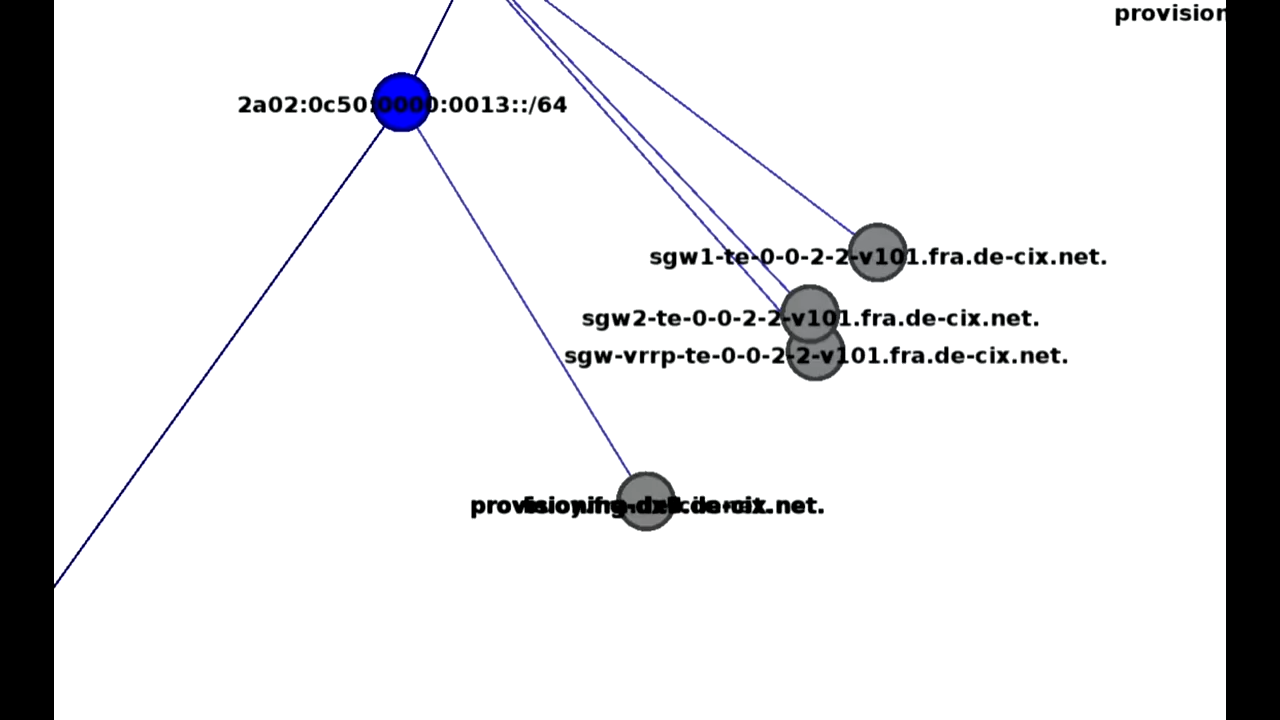 provision
2a02:0c50:0000:0013::/64
sgw1-te-0-0-2-2-v101.fra.de-cix.net.
sgw2-te-0-0-2-2-v101.fra.de-cix.net.
sgw-vrrp-te-0-0-2-2-v101.fra.de-cix.net.